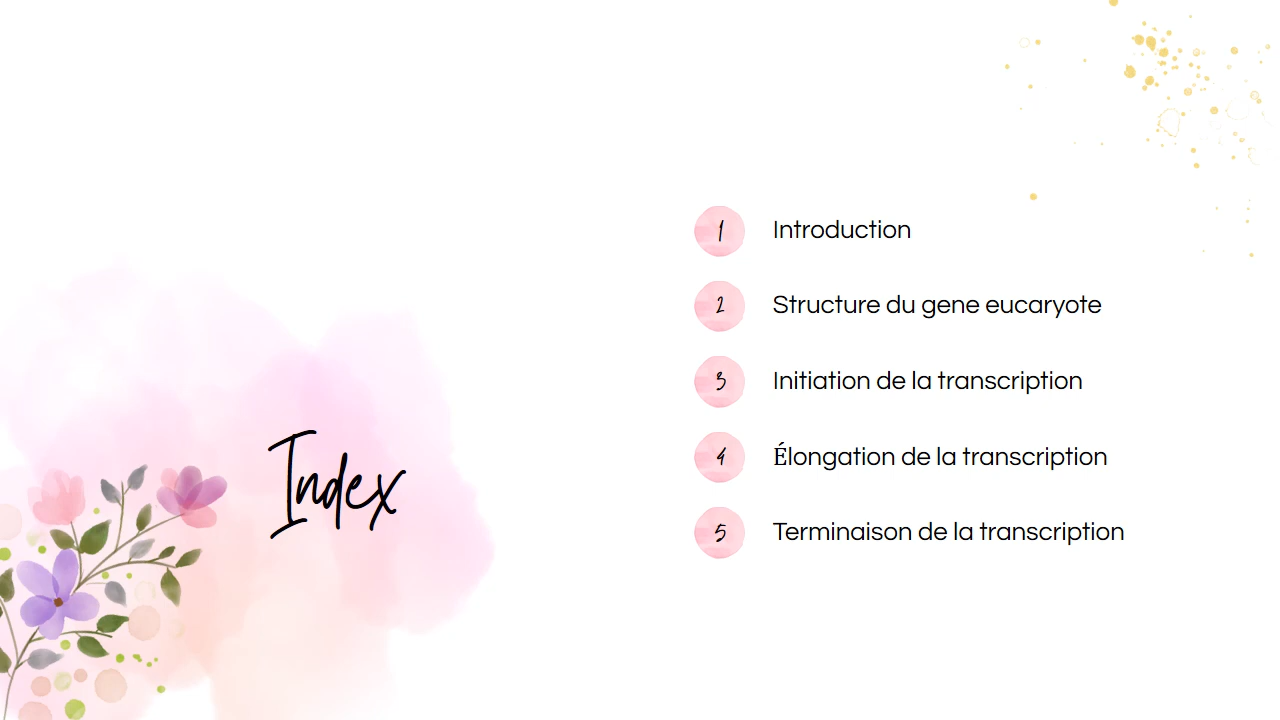 Index
1 Introduction
2 Structure du gene eucaryote
3 Initiation de la transcription
4 Élongation de la transcription
5 Terminaison de la transcription